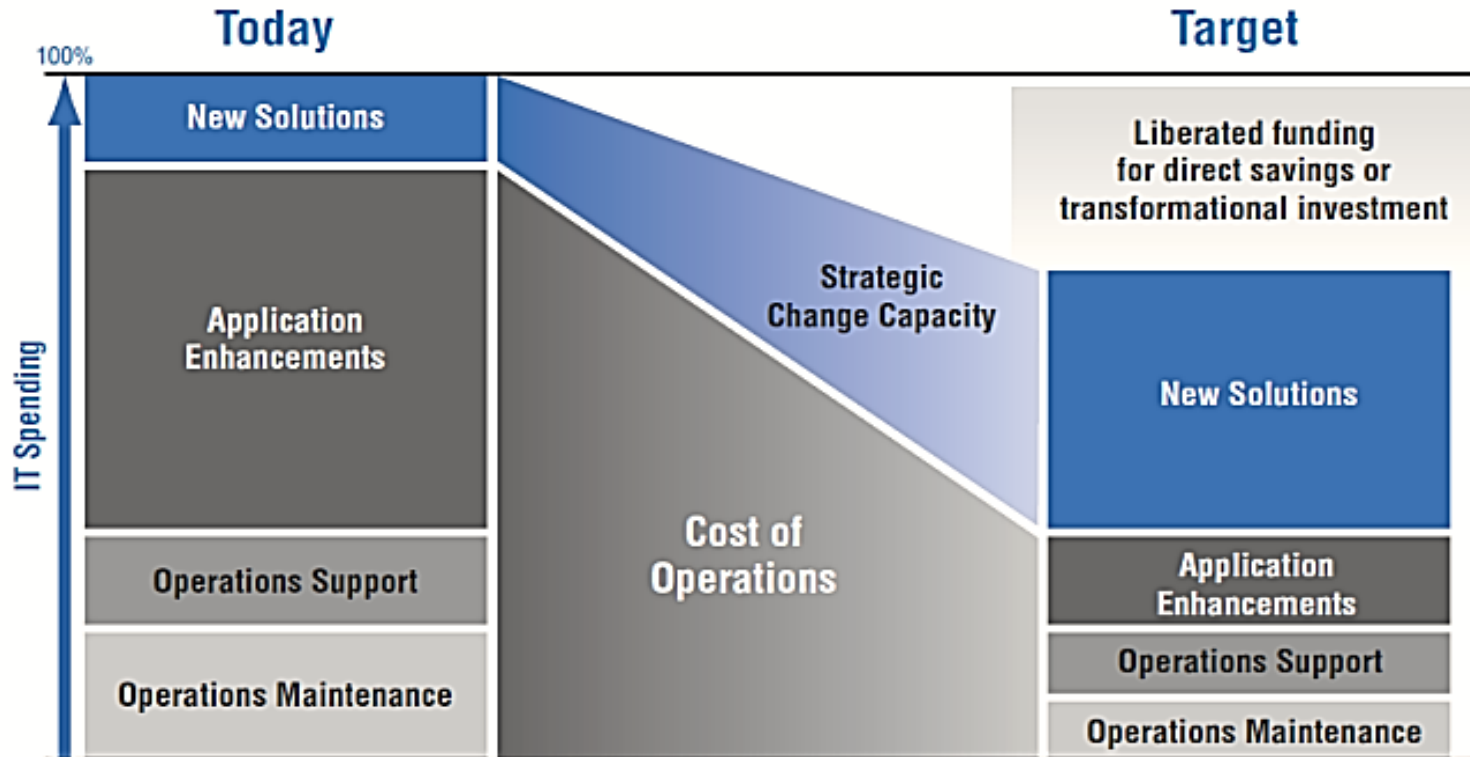 Today
Target
100%
IT Spending
New Solutions
Application
Enhancements
Operations Support
Operations Maintenance
Strategic
Change Capacity
Cost of
Operations
Liberated funding
for direct savings or
transformational investment
New Solutions
Application
Enhancements
Operations Support
Operations Maintenance